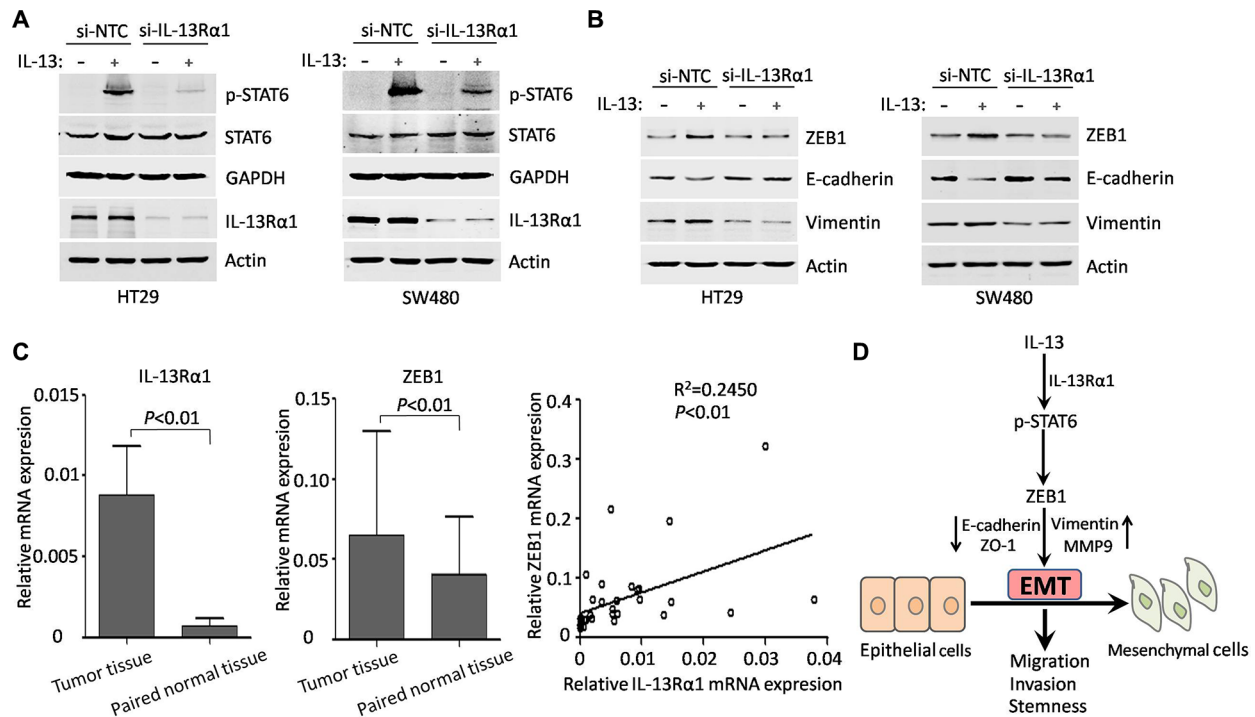 A
si-NTC si-IL-13Rα1
IL-13: - + - +
p-STAT6
STAT6
GAPDH
IL-13Rα1
Actin
HT29
si-NTC si-IL-13Rα1
IL-13: - + - +
p-STAT6
STAT6
GAPDH
IL-13Rα1
Actin
SW480
B
si-NTC si-IL-13Rα1
IL-13: - + - +
ZEB1
E-cadherin
Vimentin
Actin
HT29
si-NTC si-IL-13Rα1
IL-13: - + - +
ZEB1
E-cadherin
Vimentin
Actin
SW480
C
IL-13Rα1
P<0.01
Relative mRNA expresion
0.015
0.01
0.005
0
Tumor tissue
Paired normal tissue
ZEB1
P<0.01
Relative mRNA expresion
0.15
0.10
0.05
0
Tumor tissue
Paired normal tissue
R²=0.2450
P<0.01
Relative ZEB1 mRNA expresion
0.4
0.3
0.2
0.1
0
0 0.01 0.02 0.03 0.04
Relative IL-13Rα1 mRNA expresion
D
IL-13
IL-13Rα1
p-STAT6
ZEB1
E-cadherin Vimentin
ZO-1 MMP9
EMT
Epithelial cells
Mesenchymal cells
Migration
Invasion
Stemness